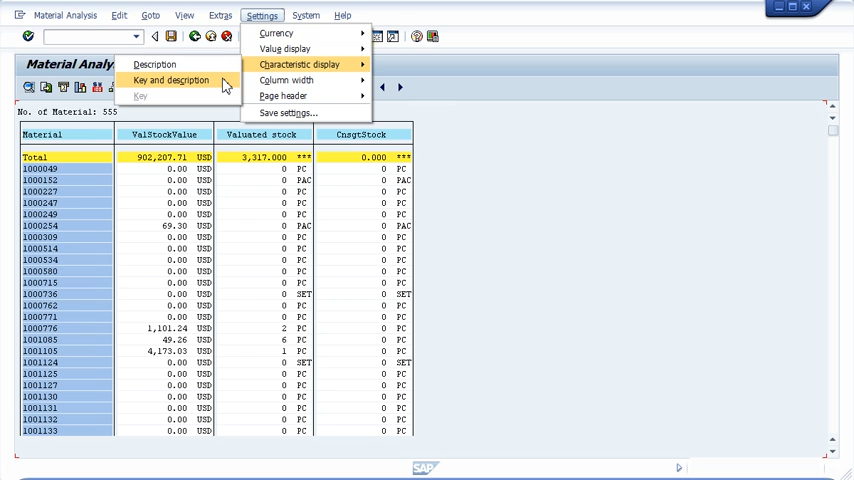 Material Analysis Edit Goto View Extras Settings System Help
Currency
Value display
Description Characteristic display
Key and description Column width
Key Page header
Save settings...
Material Analy
No. of Material: 555
Material ValStockValue Valuated stock CnsgtStock
Total 902,207.71 USD 3,317.000 *** 0.000 ***
1000049 0.00 USD 0 PC 0 PC
1000152 0.00 USD 0 PAC 0 PAC
1000227 0.00 USD 0 PC 0 PC
1000247 0.00 USD 0 PC 0 PC
1000249 0.00 USD 0 PC 0 PC
1000254 69.30 USD 0 PAC 0 PAC
1000309 0.00 USD 0 PC 0 PC
1000514 0.00 USD 0 PC 0 PC
1000534 0.00 USD 0 PC 0 PC
1000580 0.00 USD 0 PC 0 PC
1000715 0.00 USD 0 PC 0 PC
1000736 0.00 USD 0 SET 0 SET
1000762 0.00 USD 0 PC 0 PC
1000771 0.00 USD 0 PC 0 PC
1000776 1,101.24 USD 2 PC 0 PC
1001085 49.26 USD 6 PC 0 PC
1001105 4,173.03 USD 1 PC 0 PC
1001124 0.00 USD 0 SET 0 SET
1001125 0.00 USD 0 PC 0 PC
1001127 0.00 USD 0 PC 0 PC
1001130 0.00 USD 0 PC 0 PC
1001131 0.00 USD 0 PC 0 PC
1001132 0.00 USD 0 PC 0 PC
1001133 0.00 USD 0 PC 0 PC
SAP